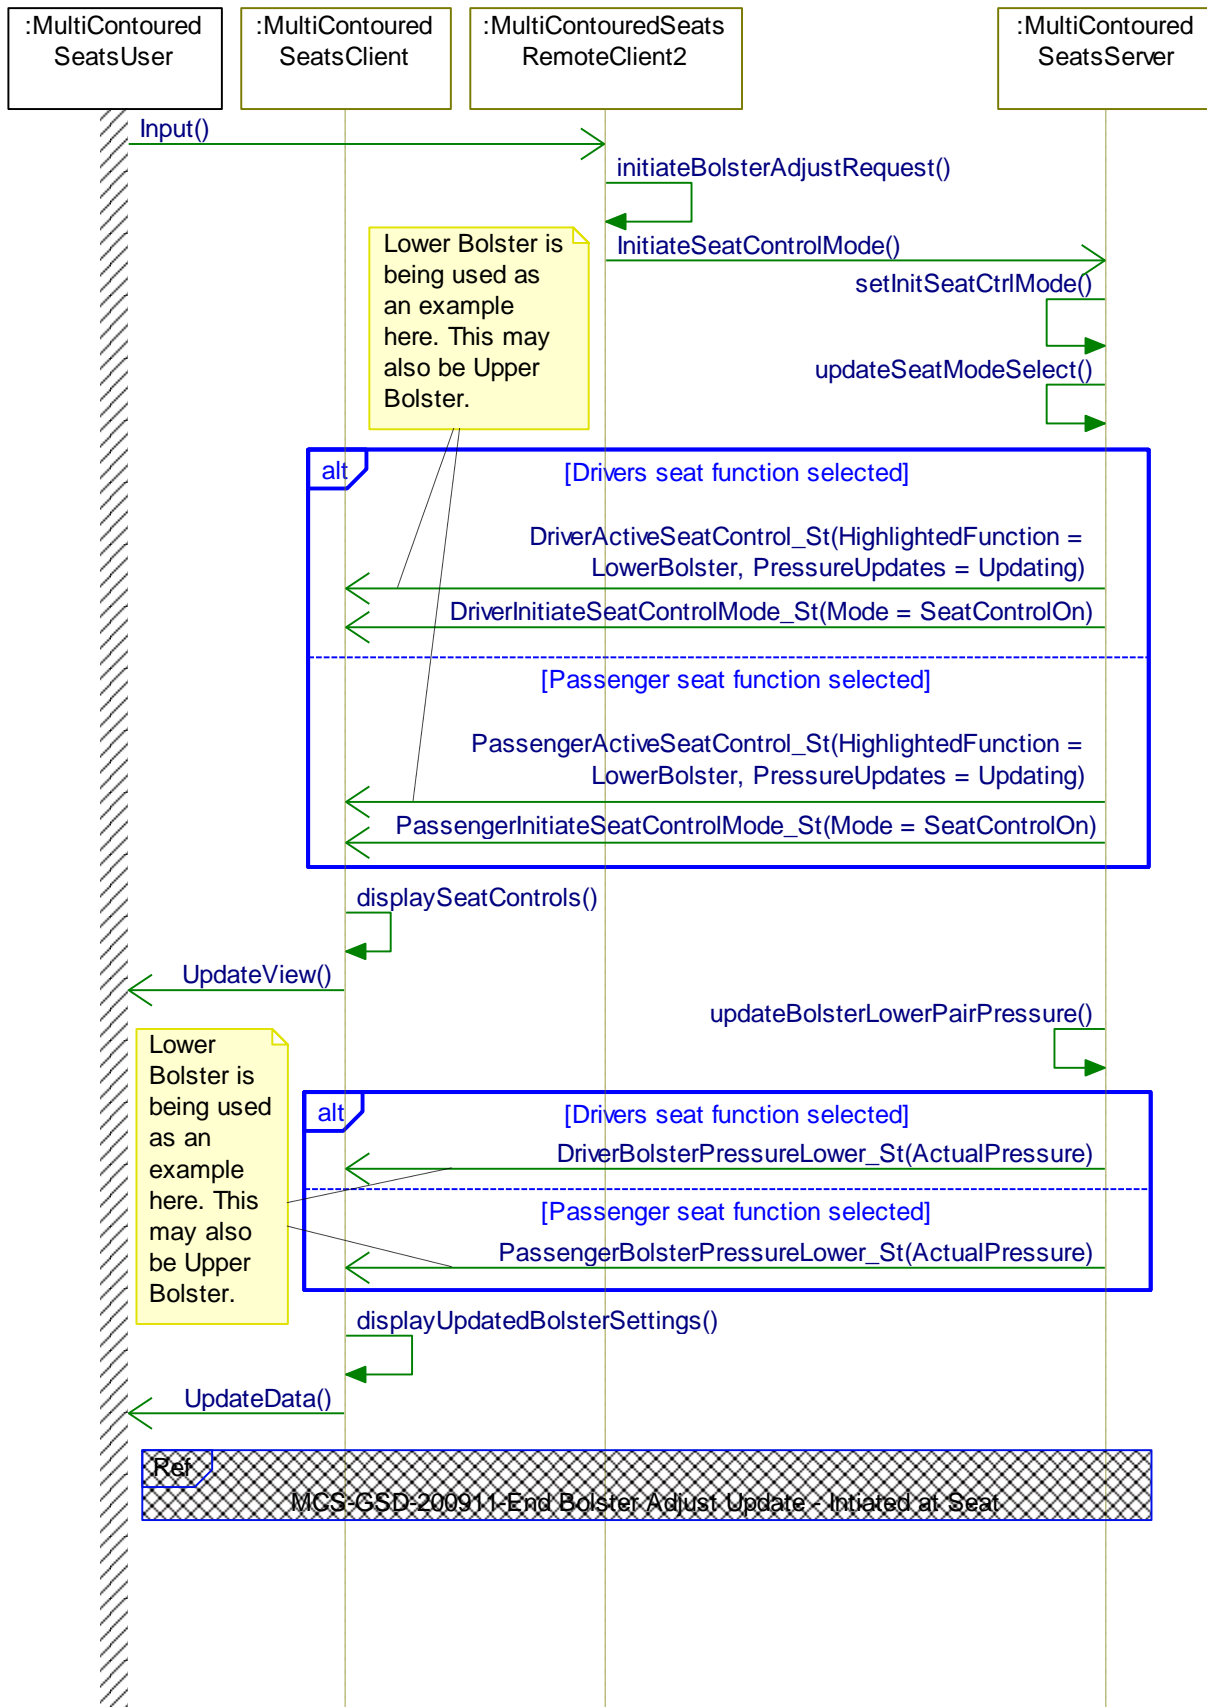 :MultiContoured
SeatsUser
:MultiContoured
SeatsClient
:MultiContouredSeats
RemoteClient2
:MultiContoured
SeatsServer
Input()
initiateBolsterAdjustRequest()
Lower Bolster is
being used as
an example
here. This may
also be Upper
Bolster.
InitiateSeatControlMode()
setInitSeatCtrlMode()
updateSeatModeSelect()
alt
[Drivers seat function selected]
DriverActiveSeatControl_St(HighlightedFunction =
LowerBolster, PressureUpdates = Updating)
DriverInitiateSeatControlMode_St(Mode = SeatControlOn)
[Passenger seat function selected]
PassengerActiveSeatControl_St(HighlightedFunction =
LowerBolster, PressureUpdates = Updating)
PassengerInitiateSeatControlMode_St(Mode = SeatControlOn)
displaySeatControls()
UpdateView()
updateBolsterLowerPairPressure()
Lower
Bolster is
being used
as an
example
here. This
may also
be Upper
Bolster.
alt
[Drivers seat function selected]
DriverBolsterPressureLower_St(ActualPressure)
[Passenger seat function selected]
PassengerBolsterPressureLower_St(ActualPressure)
displayUpdatedBolsterSettings()
UpdateData()
Ref
MCS-GSD-200911-End Bolster Adjust Update - Intiated at Seat